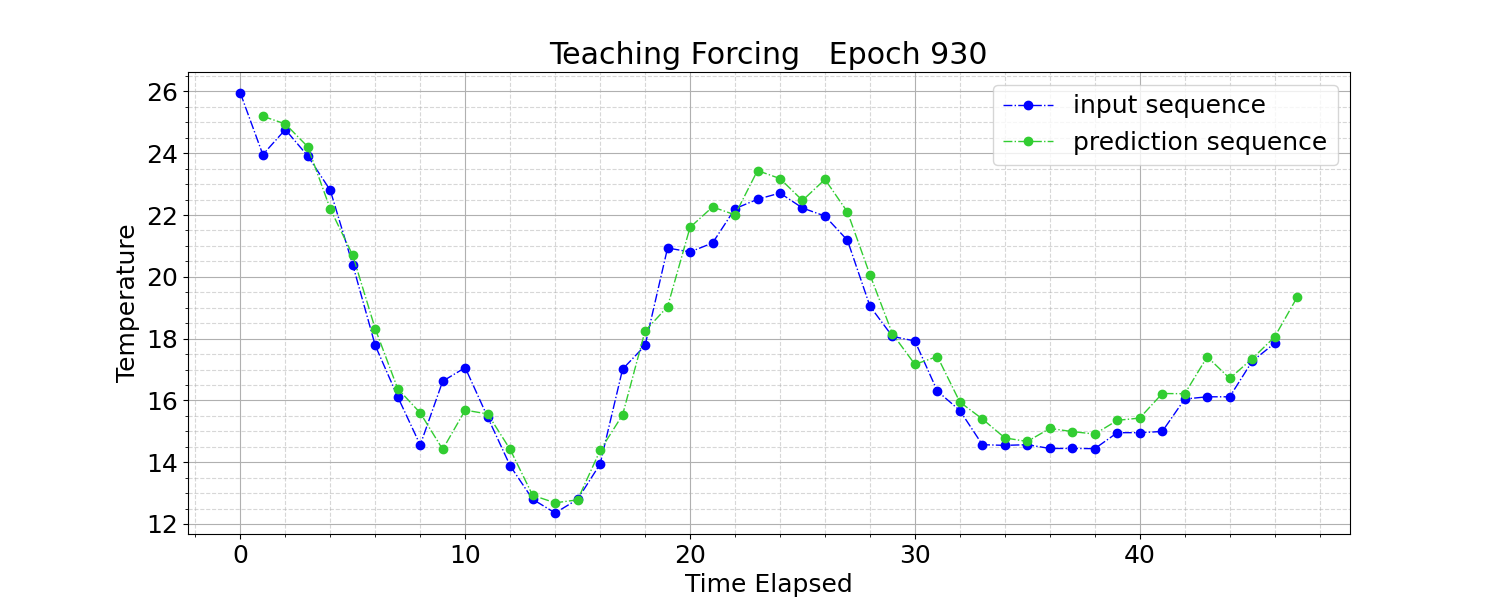 Teaching Forcing   Epoch 930
input sequence
prediction sequence
Temperature
26
24
22
20
18
16
14
12
0 10 20 30 40
Time Elapsed